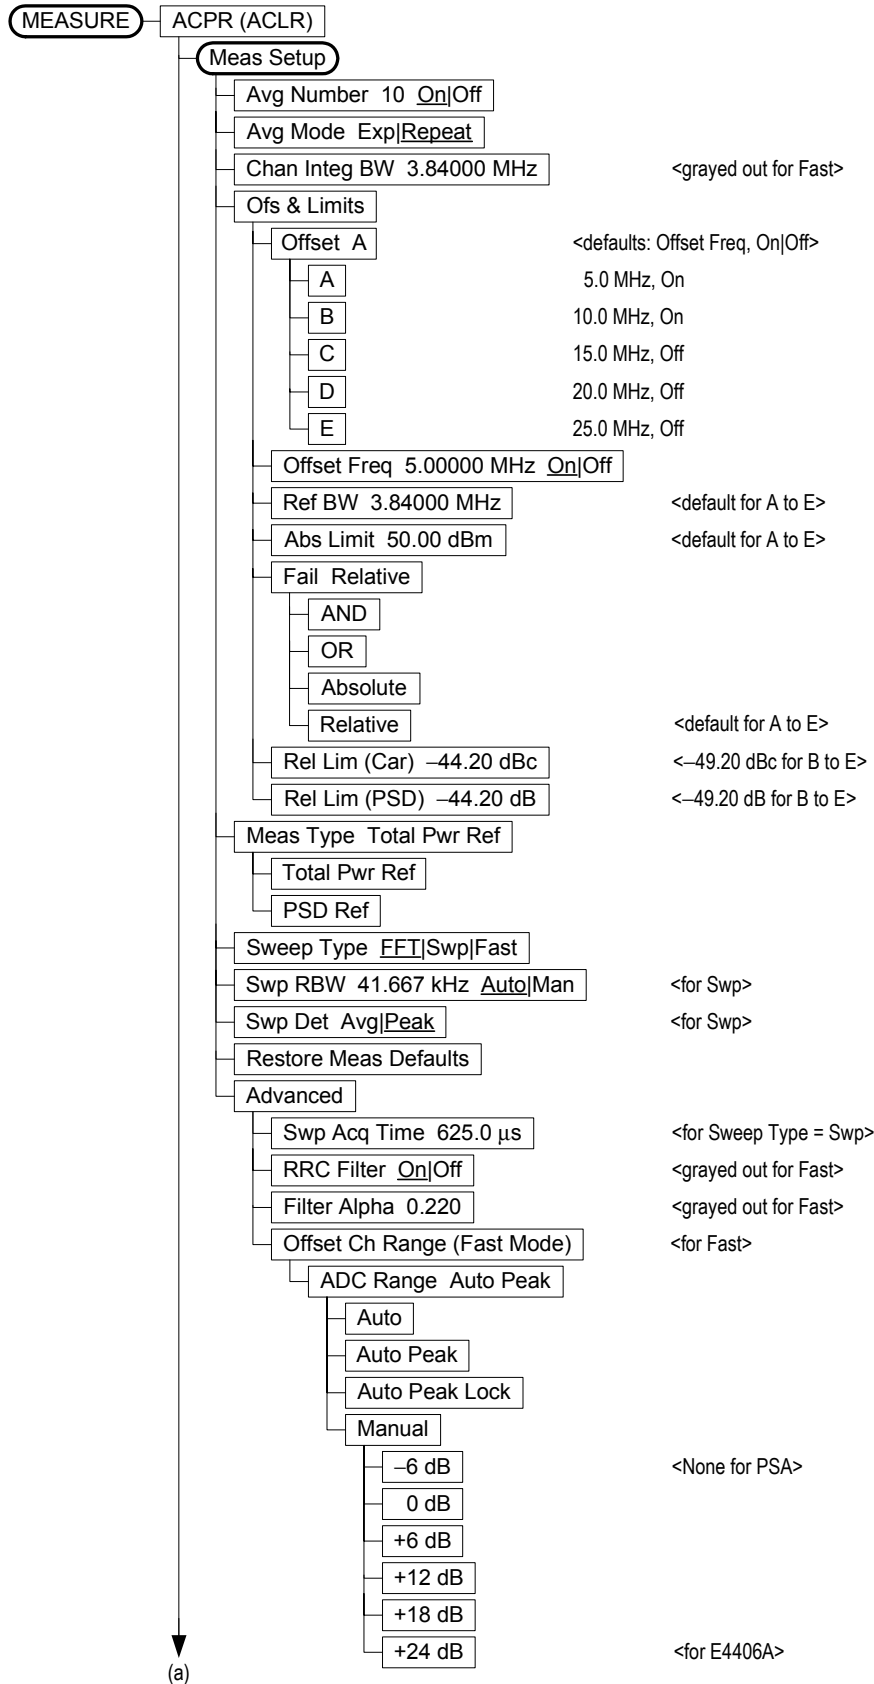 MEASURE ACPR (ACLR)
Meas Setup
Avg Number 10 On|Off
Avg Mode Exp|Repeat
Chan Integ BW 3.84000 MHz <grayed out for Fast>
Ofs & Limits
Offset A <defaults: Offset Freq, On|Off>
A 5.0 MHz, On
B 10.0 MHz, On
C 15.0 MHz, Off
D 20.0 MHz, Off
E 25.0 MHz, Off
Offset Freq 5.00000 MHz On|Off
Ref BW 3.84000 MHz <default for A to E>
Abs Limit 50.00 dBm <default for A to E>
Fail Relative
AND
OR
Absolute
Relative <default for A to E>
Rel Lim (Car) –44.20 dBc <–49.20 dBc for B to E>
Rel Lim (PSD) –44.20 dB <–49.20 dB for B to E>
Meas Type Total Pwr Ref
Total Pwr Ref
PSD Ref
Sweep Type FFT|Swp|Fast
Swp RBW 41.667 kHz Auto|Man <for Swp>
Swp Det Avg|Peak <for Swp>
Restore Meas Defaults
Advanced
Swp Acq Time 625.0 μs <for Sweep Type = Swp>
RRC Filter On|Off <grayed out for Fast>
Filter Alpha 0.220 <grayed out for Fast>
Offset Ch Range (Fast Mode) <for Fast>
ADC Range Auto Peak
Auto
Auto Peak
Auto Peak Lock
Manual
–6 dB <None for PSA>
0 dB
+6 dB
+12 dB
+18 dB
+24 dB <for E4406A>
(a)